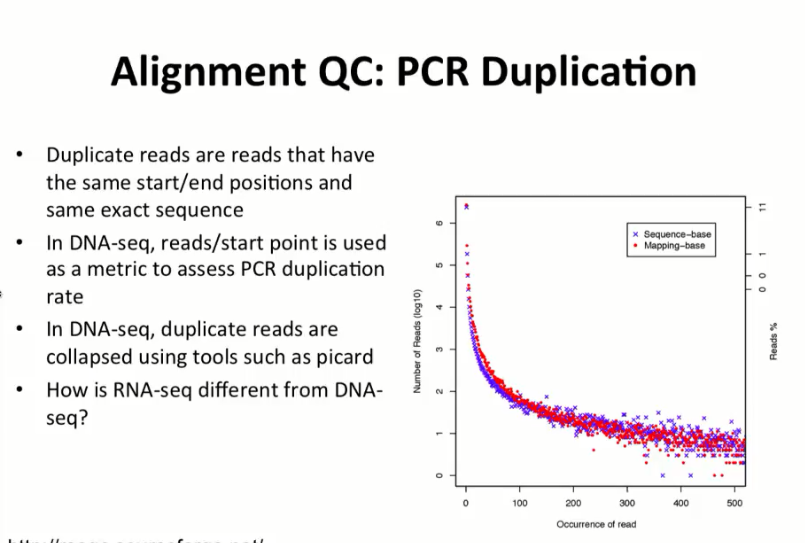 Alignment QC: PCR Duplication
• Duplicate reads are reads that have
the same start/end positions and
same exact sequence
• In DNA-seq, reads/start point is used
as a metric to assess PCR duplication
rate
• In DNA-seq, duplicate reads are
collapsed using tools such as picard
• How is RNA-seq different from DNA-
seq?
Number of Reads (log10)
6
5
4
3
2
1
0
× Sequence-base
• Mapping-base
11
1
0
0
Reads %
0 100 200 300 400 500
Occurrence of read